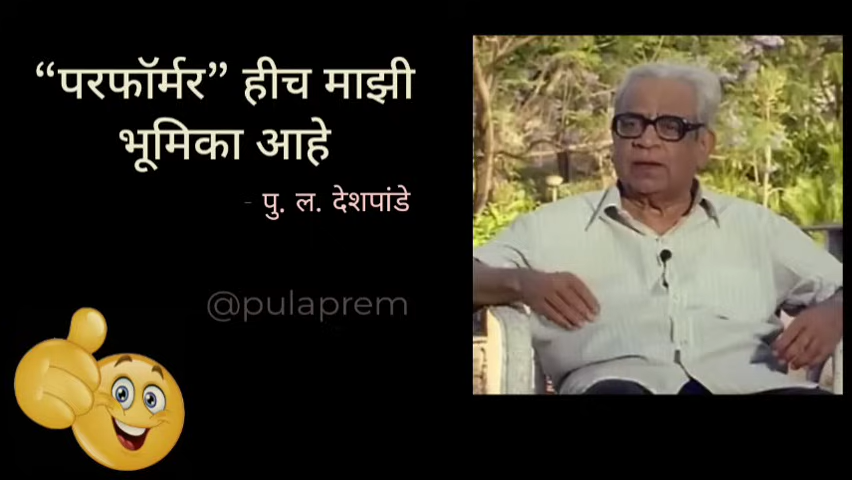 “परफॉर्मर” हीच माझी
भूमिका आहे
- पु. ल. देशपांडे
@pulaprem